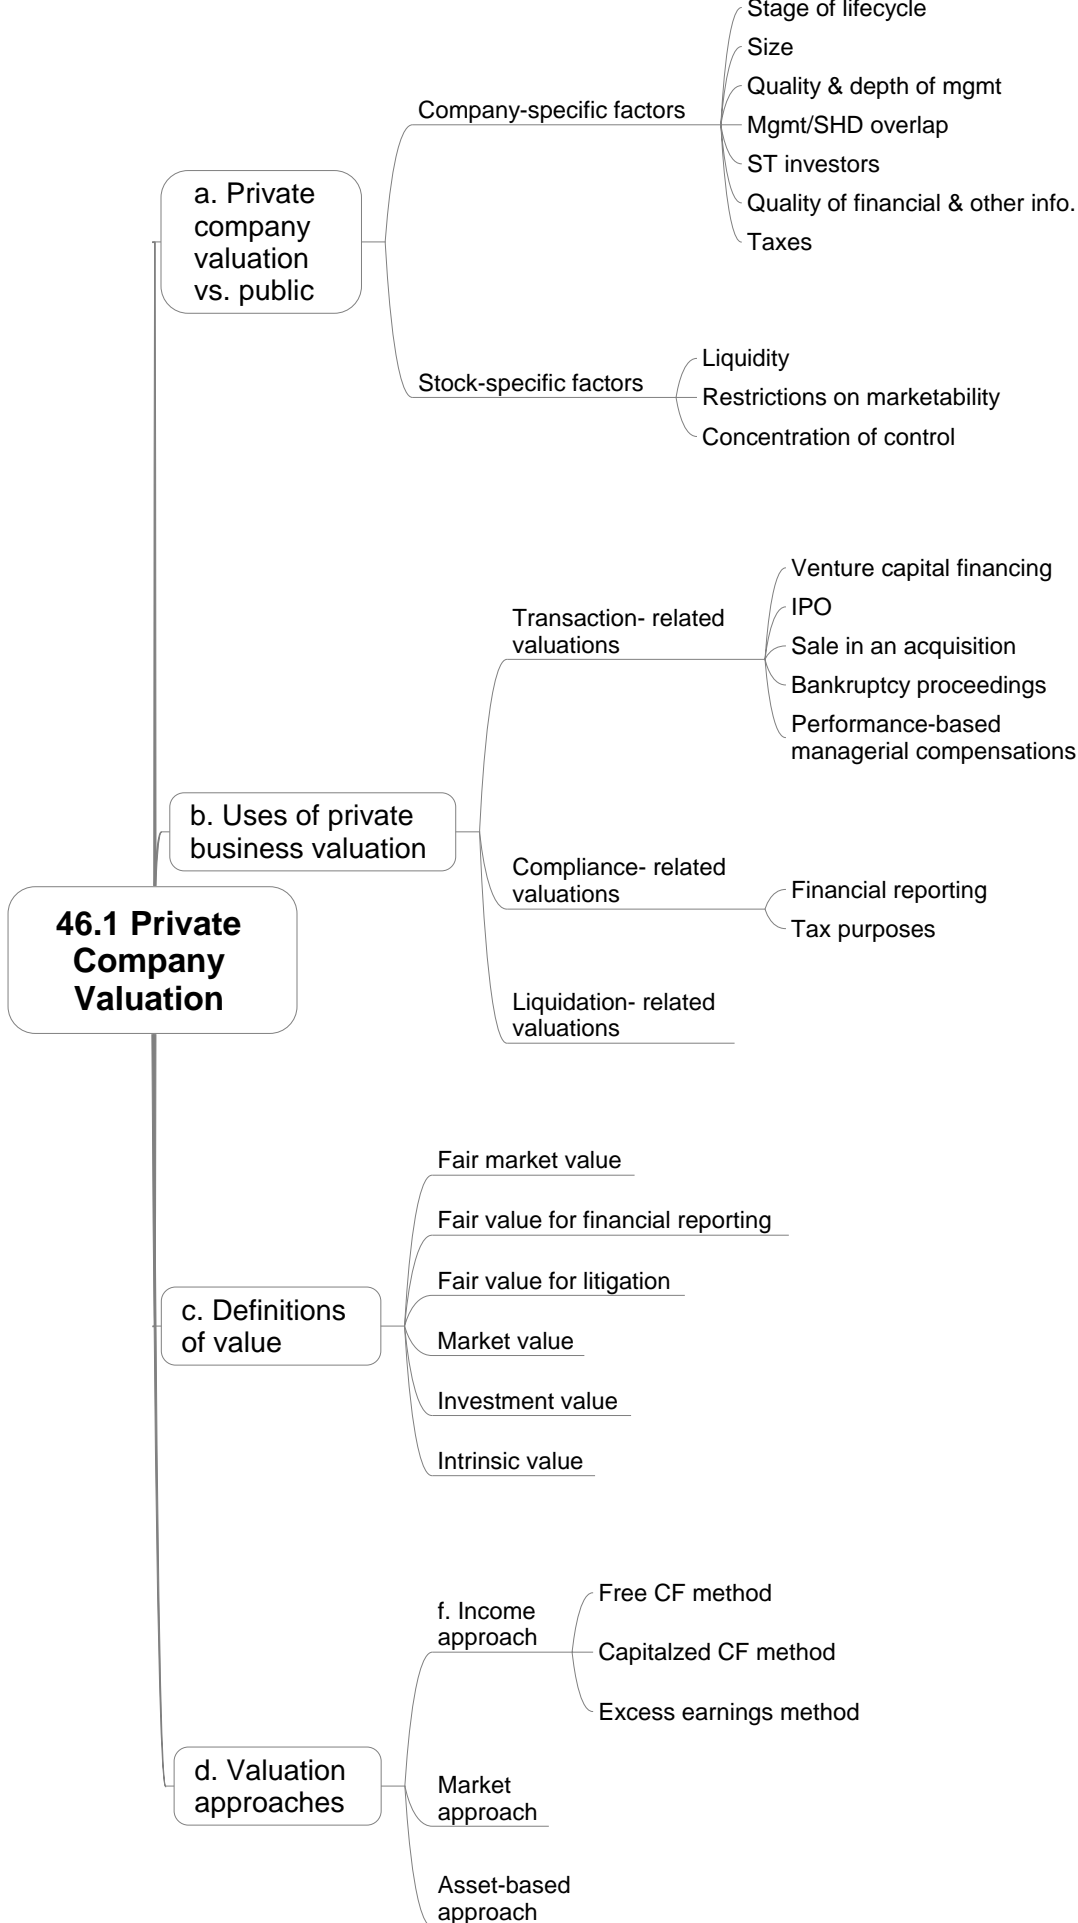 Stage of lifecycle
Size
Quality & depth of mgmt
Company-specific factors
Mgmt/SHD overlap
ST investors
a. Private
company
valuation
vs. public
Quality of financial & other info.
Taxes
Liquidity
Stock-specific factors
Restrictions on marketability
Concentration of control
Venture capital financing
IPO
Transaction- related
valuations
Sale in an acquisition
Bankruptcy proceedings
Performance-based
managerial compensations
b. Uses of private
business valuation
Compliance- related
valuations
Financial reporting
Tax purposes
46.1 Private
Company
Valuation
Liquidation- related
valuations
Fair market value
Fair value for financial reporting
Fair value for litigation
c. Definitions
of value
Market value
Investment value
Intrinsic value
f. Income
approach
Free CF method
Capitalzed CF method
Excess earnings method
d. Valuation
approaches
Market
approach
Asset-based
approach